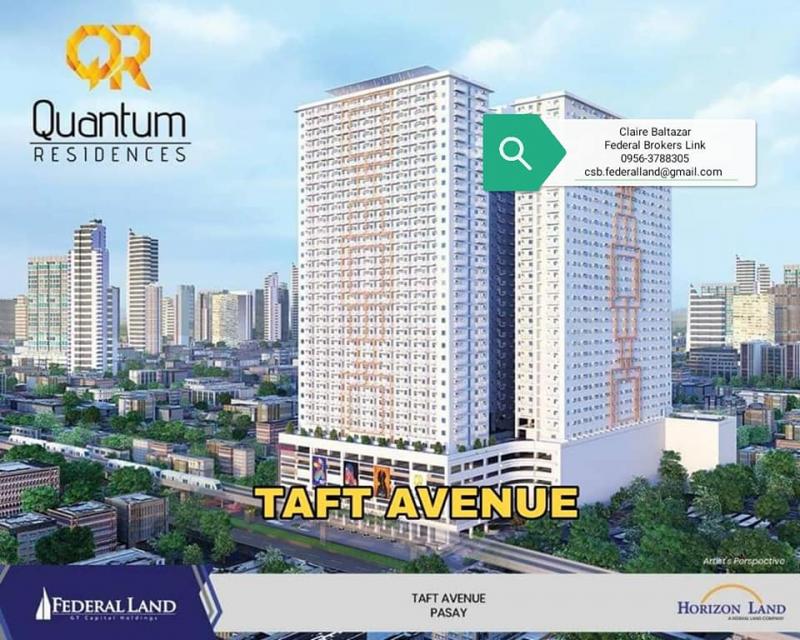 QR
Quantum
RESIDENCES
Claire Baltazar
Federal Brokers Link
0956-3788305
csb.federalland@gmail.com
TAFT AVENUE
Artist's Perspective
FEDERAL LAND
GT Capital Holdings
TAFT AVENUE
PASAY
HORIZON LAND
A FEDERAL LAND COMPANY